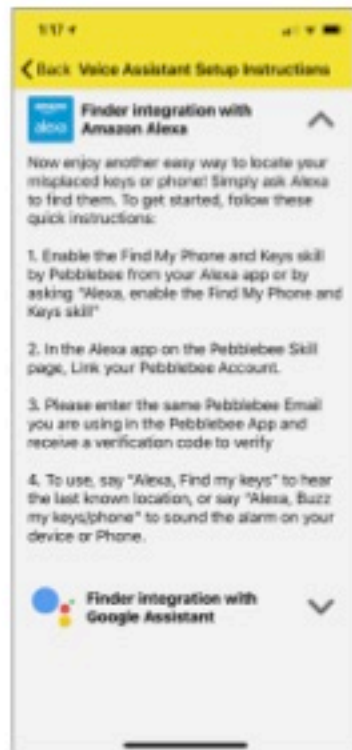 1:17
Back Voice Assistant Setup Instructions
amazon
alexa
Finder integration with
Amazon Alexa
Now enjoy another easy way to locate your
misplaced keys or phone! Simply ask Alexa
to find them. To get started, follow these
quick instructions:
1. Enable the Find My Phone and Keys skill
by Pebblebee from your Alexa app or by
asking "Alexa, enable the Find My Phone and
Keys skill"
2. In the Alexa app on the Pebblebee Skill
page, Link your Pebblebee Account.
3. Please enter the same Pebblebee Email
you are using in the Pebblebee App and
receive a verification code to verify
4. To use, say "Alexa, Find my keys" to hear
the last known location, or say "Alexa, Buzz
my keys/phone" to sound the alarm on your
device or Phone.
Finder integration with
Google Assistant